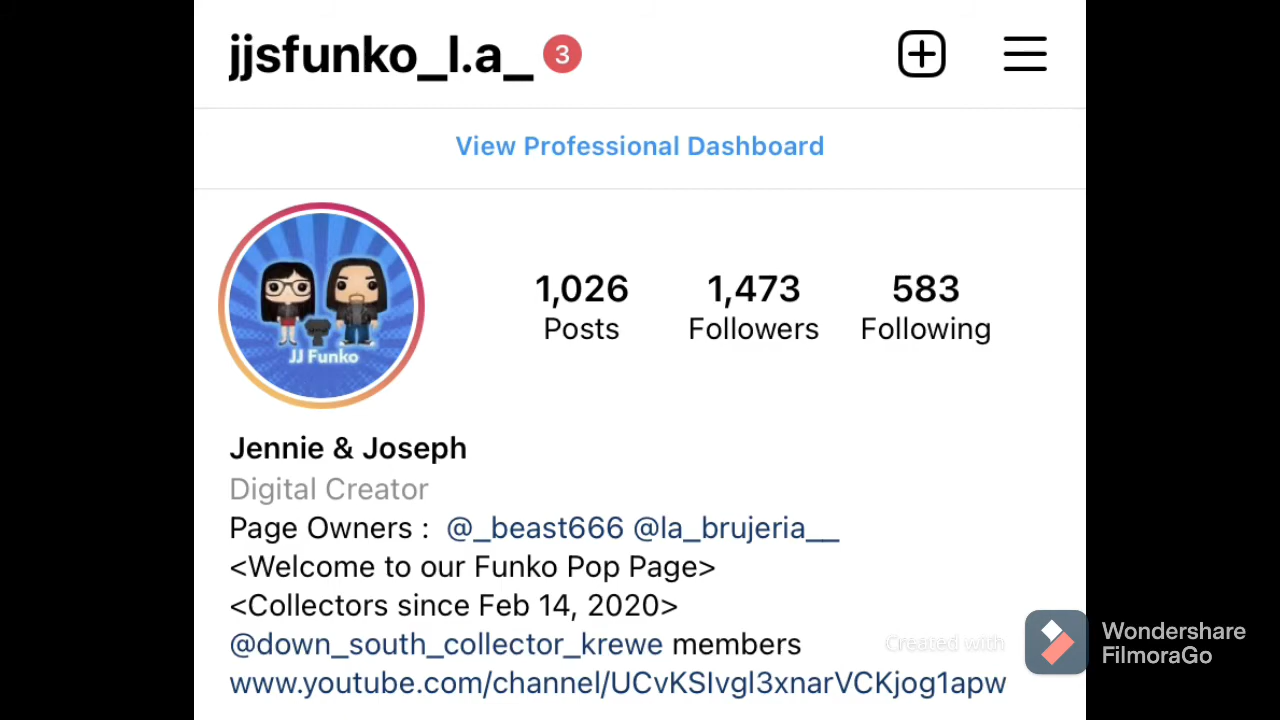 jjsfunko_l.a_ 3
View Professional Dashboard
JJ Funko
1,026 1,473 583
Posts Followers Following
Jennie & Joseph
Digital Creator
Page Owners : @_beast666 @la_brujeria__
<Welcome to our Funko Pop Page>
<Collectors since Feb 14, 2020>
@down_south_collector_krewe members
www.youtube.com/channel/UCvKSIvgl3xnarVCKjog1apw
Created with
Wondershare
FilmoraGo